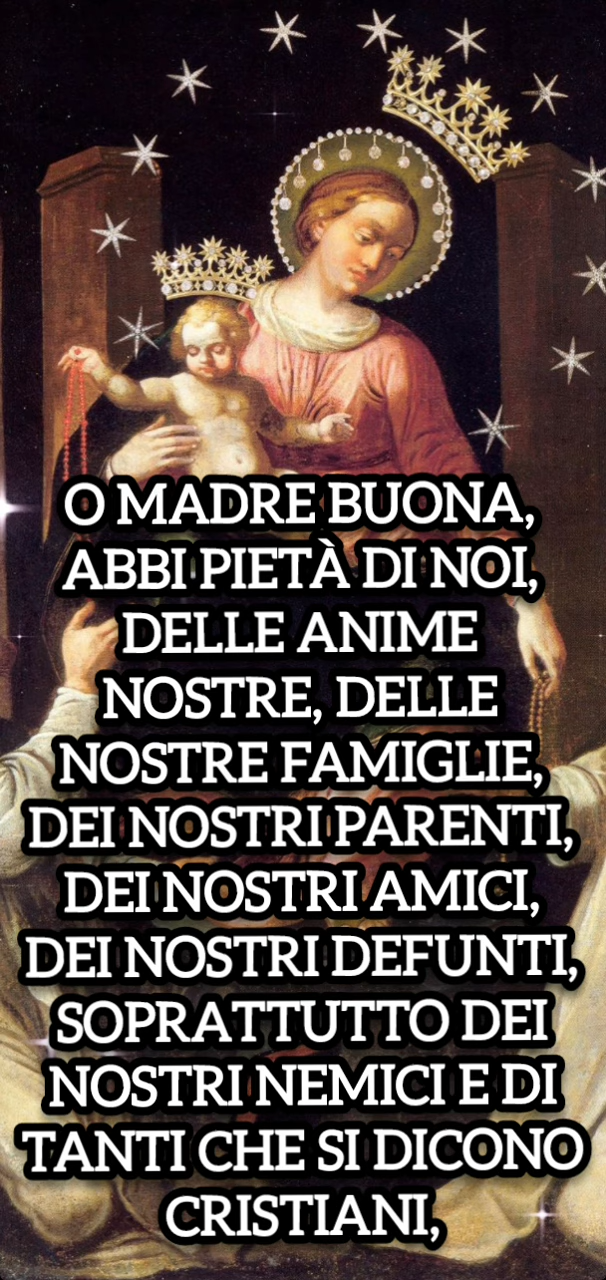 O MADRE BUONA,
ABBI PIETÀ DI NOI,
DELLE ANIME
NOSTRE, DELLE
NOSTRE FAMIGLIE,
DEI NOSTRI PARENTI,
DEI NOSTRI AMICI,
DEI NOSTRI DEFUNTI,
SOPRATTUTTO DEI
NOSTRI NEMICI E DI
TANTI CHE SI DICONO
CRISTIANI,